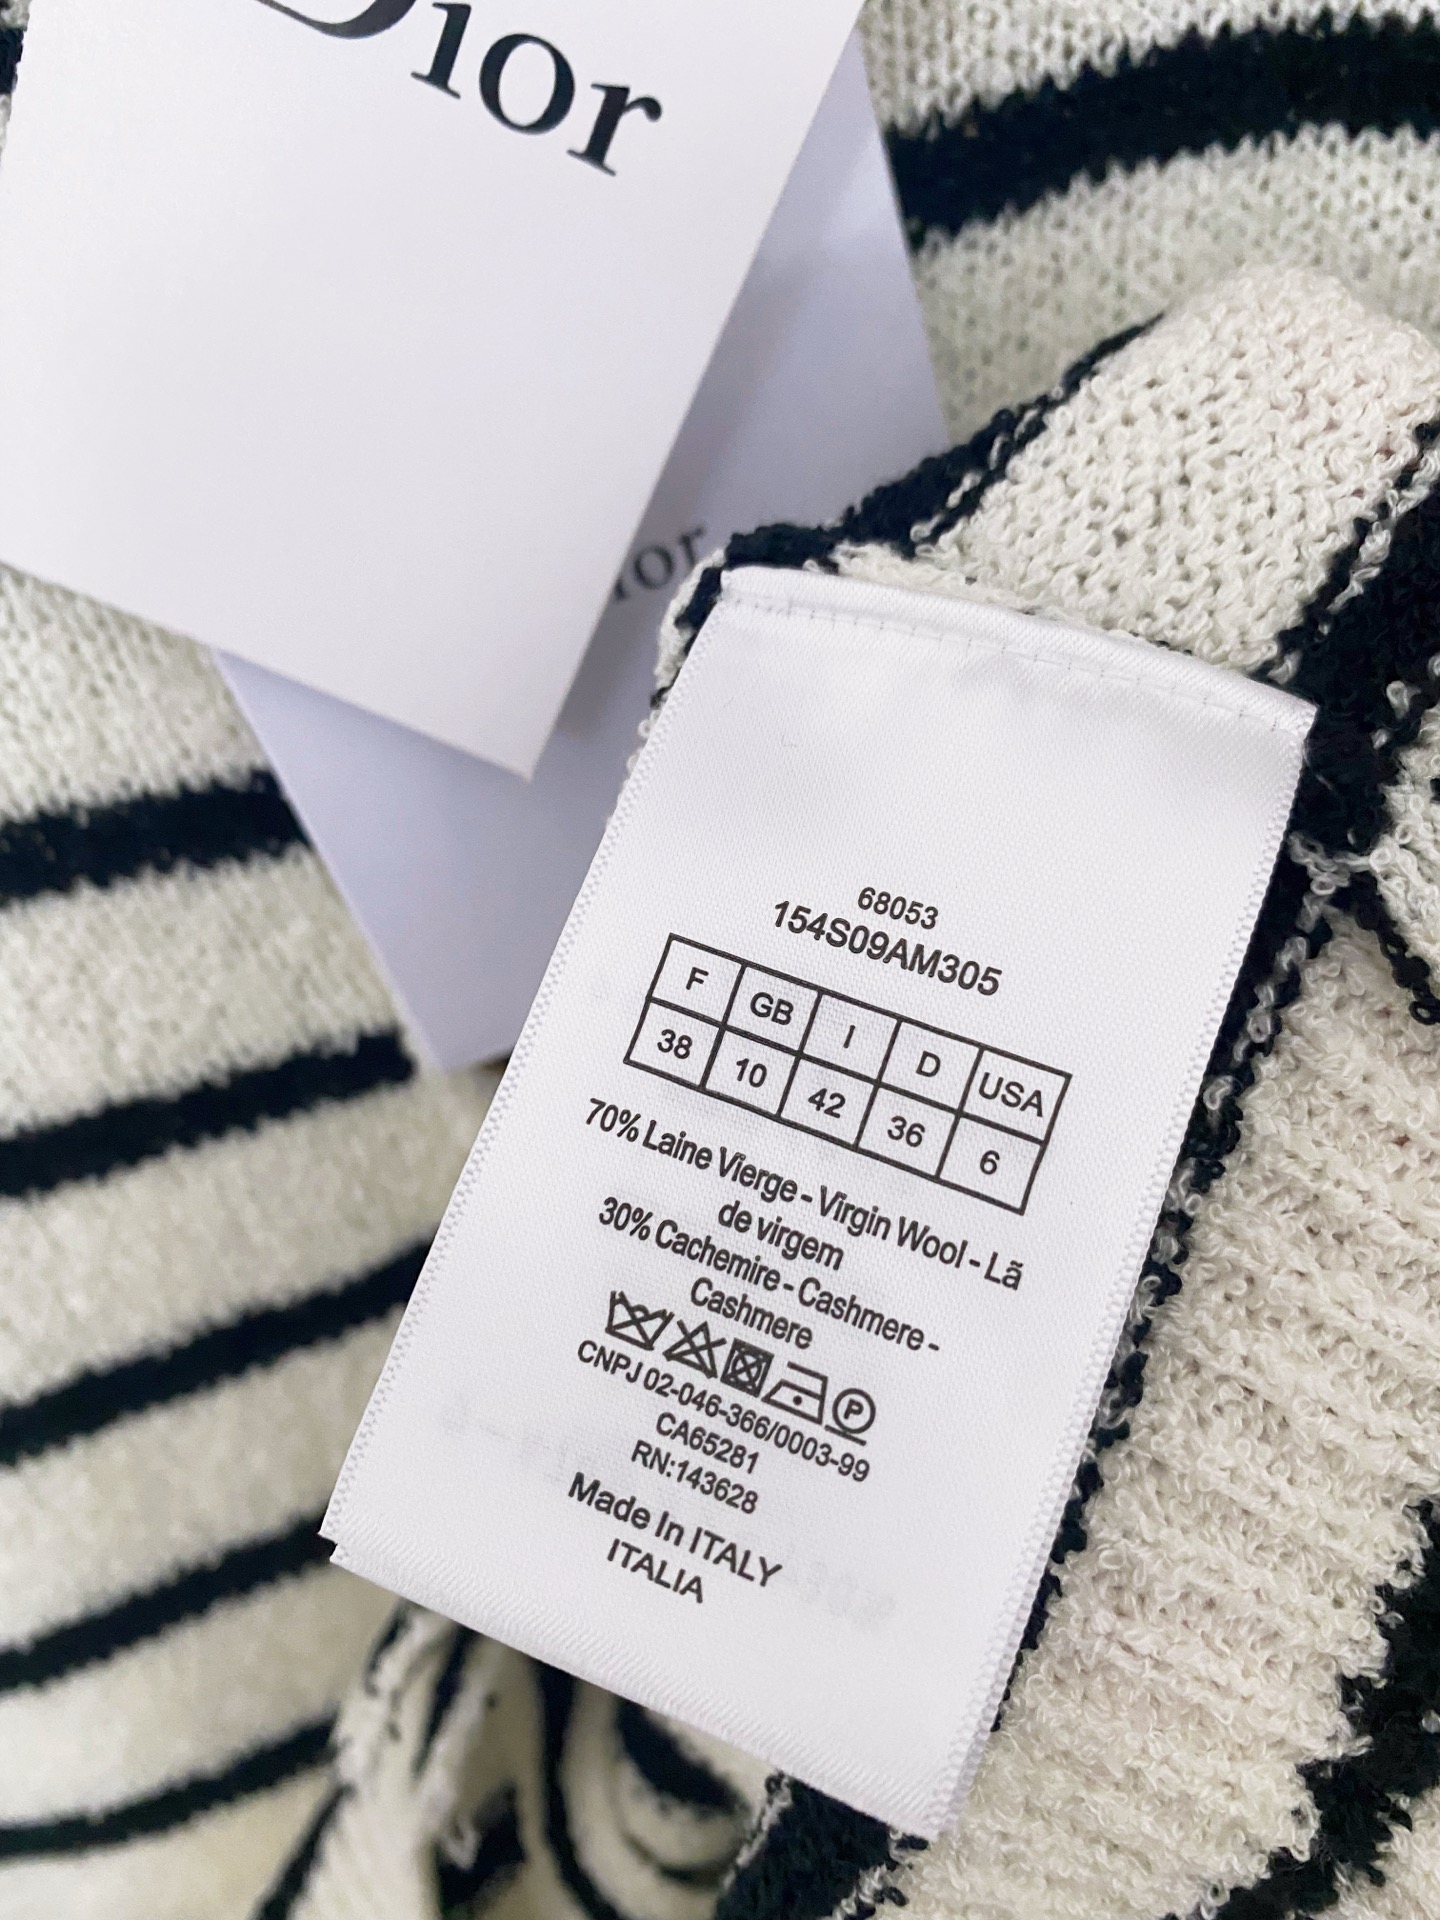 Dior
ior
68053
154S09AM305
F GB I D USA
38 10 42 36 6
70% Laine Vierge - Virgin Wool - Lã
de virgem
30% Cachemire - Cashmere -
Cashmere
P
CNPJ 02-046-366/0003-99
CA65281
RN:143628
Made In ITALY
ITALIA